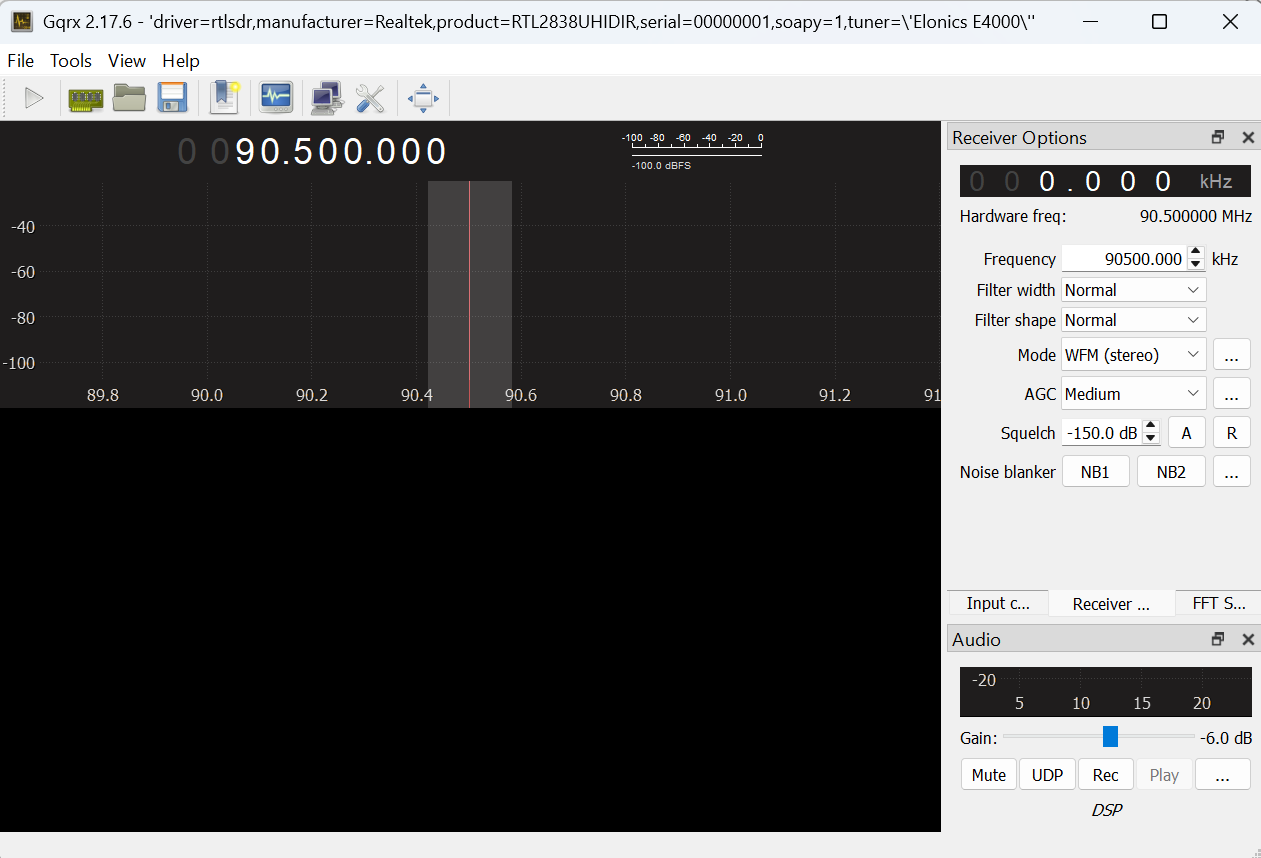 Gqrx 2.17.6 - 'driver=rtlsdr,manufacturer=Realtek,product=RTL2838UHIDIR,serial=00000001,soapy=1,tuner=\'Elonics E4000\''
File Tools View Help
0 090.500.000
-100 -80 -60 -40 -20 0
-100.0 dBFS
-40
-60
-80
-100
89.8 90.0 90.2 90.4 90.6 90.8 91.0 91.2 91
Receiver Options
0 0 0.000 kHz
Hardware freq: 90.500000 MHz
Frequency 90500.000 kHz
Filter width Normal
Filter shape Normal
Mode WFM (stereo) ...
AGC Medium ...
Squelch -150.0 dB A R
Noise blanker NB1 NB2 ...
Input c... Receiver ... FFT S...
Audio
-20
5 10 15 20
Gain: -6.0 dB
Mute UDP Rec Play ...
DSP